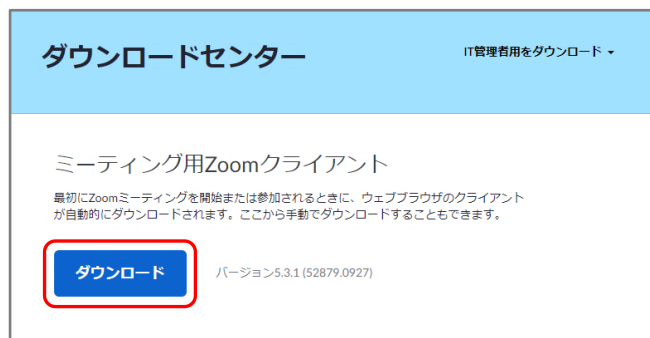 ダウンロードセンター
IT管理者用をダウンロード
ミーティング用Zoomクライアント
最初にZoomミーティングを開始または参加されるときに、ウェブブラウザのクライアント
が自動的にダウンロードされます。ここから手動でダウンロードすることもできます。
ダウンロード
バージョン5.3.1 (52879.0927)